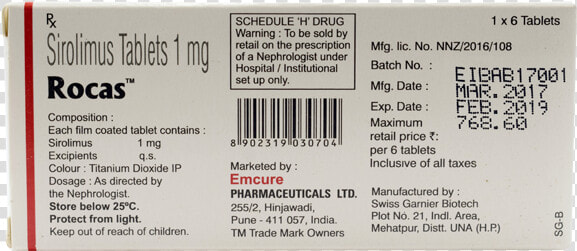 Rx
Sirolimus Tablets 1 mg
Rocas™
Composition :
Each film coated tablet contains :
Sirolimus 1 mg
Excipients q.s.
Colour : Titanium Dioxide IP
Dosage : As directed by
the Nephrologist.
Store below 25ºC.
Protect from light.
Keep out of reach of children.
SCHEDULE 'H' DRUG
Warning : To be sold by
retail on the prescription
of a Nephrologist under
Hospital / Institutional
set up only.
8 902319 030704
Marketed by :
Emcure
PHARMACEUTICALS LTD.
255/2, Hinjawadi,
Pune - 411 057, India.
TM Trade Mark Owners
1 x 6 Tablets
Mfg. lic. No. NNZ/2016/108
Batch No. : EIBAB17001
Mfg. Date : MAR.2017
Exp. Date : FEB.2019
Maximum 768.60
retail price ₹:
per 6 tablets
Inclusive of all taxes
Manufactured by :
Swiss Garnier Biotech
Plot No. 21, Indl. Area,
Mehatpur, Distt. UNA (H.P.)
SG-B